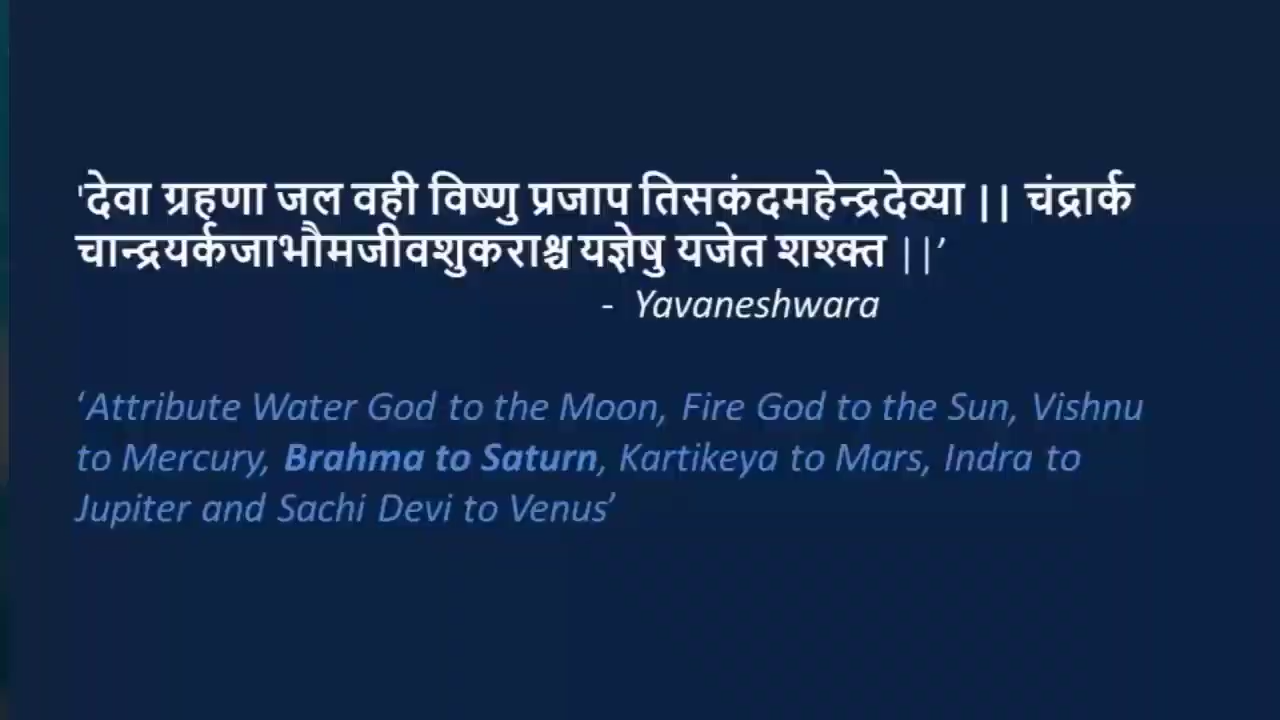 'देवा ग्रहणा जल वही विष्णु प्रजाप तिसकंदमहेन्द्रदेव्या || चंद्रार्क
चान्द्रयर्कजाभौमजीवशुकराश्च यज्ञेषु यजेत शश्क्त ||’
- Yavaneshwara
‘Attribute Water God to the Moon, Fire God to the Sun, Vishnu
to Mercury, Brahma to Saturn, Kartikeya to Mars, Indra to
Jupiter and Sachi Devi to Venus’